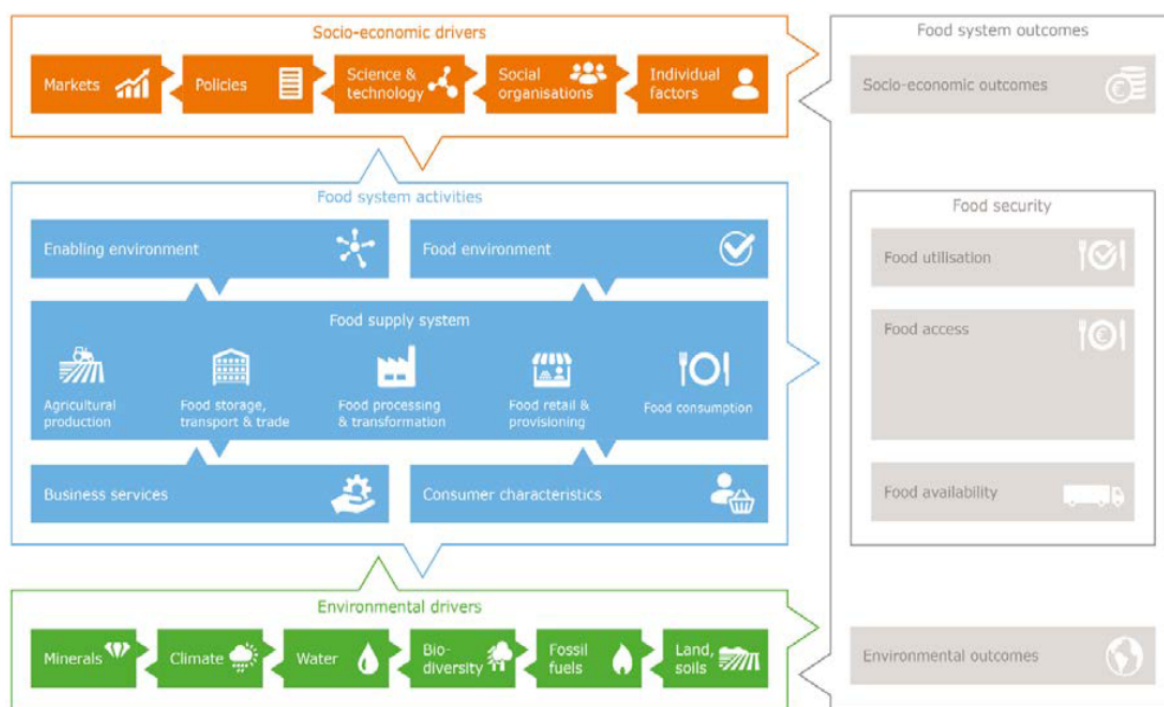 Socio-economic drivers
Markets
Policies
Science &
technology
Social
organisations
Individual
factors
Food system outcomes
Socio-economic outcomes
Food system activities
Enabling environment
Food environment
Food supply system
Agricultural
production
Food storage,
transport & trade
Food processing
& transformation
Food retail &
provisioning
Food consumption
Business services
Consumer characteristics
Food security
Food utilisation
Food access
Food availability
Environmental drivers
Minerals
Climate
Water
Bio-
diversity
Fossil
fuels
Land,
soils
Environmental outcomes